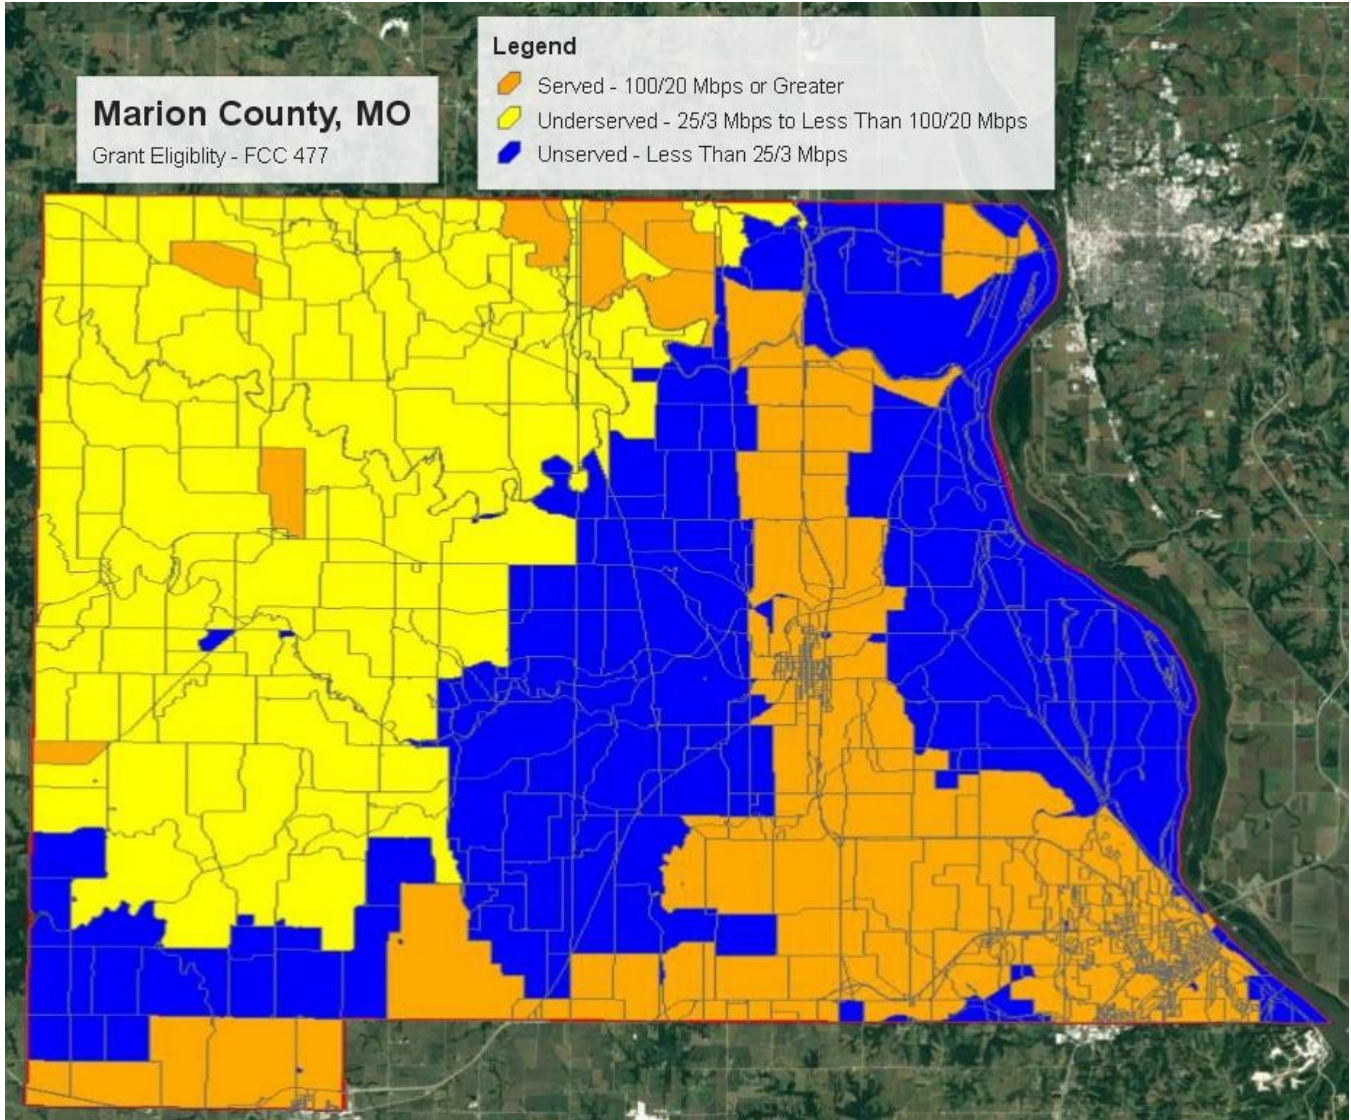 Marion County, MO
Grant Eligiblity - FCC 477
Legend
Served - 100/20 Mbps or Greater
Underserved - 25/3 Mbps to Less Than 100/20 Mbps
Unserved - Less Than 25/3 Mbps